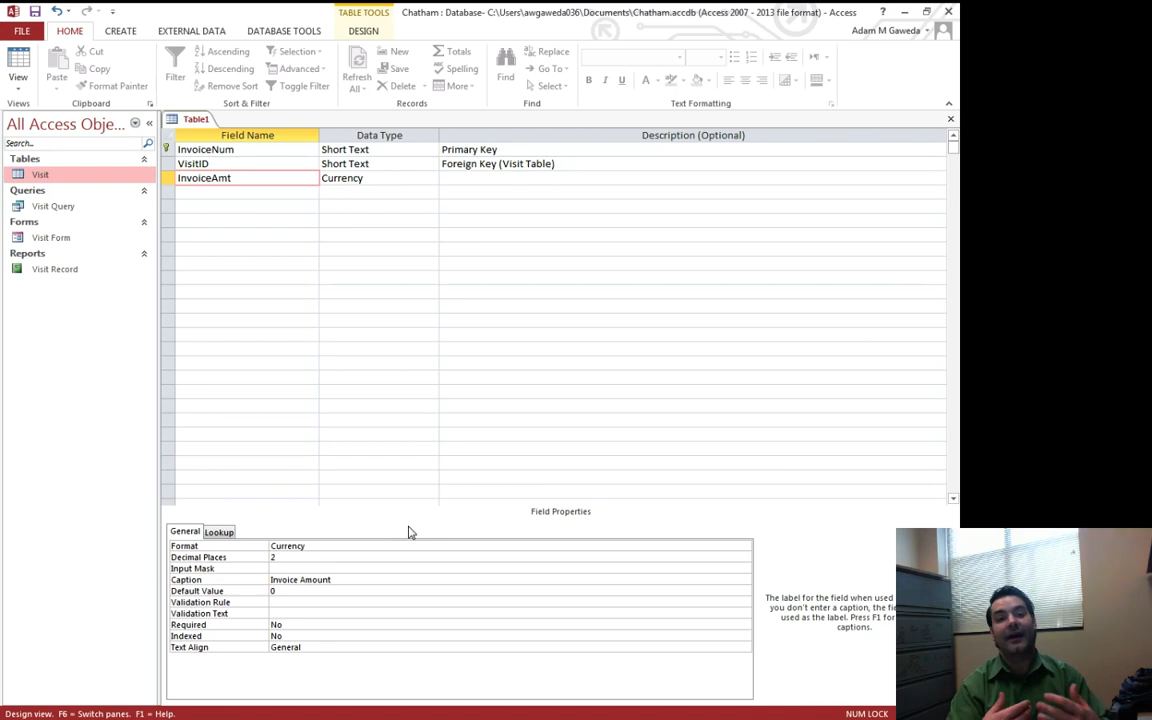 TABLE TOOLS
Chatham : Database- C:\Users\awgaweda036\Documents\Chatham.accdb (Access 2007 - 2013 file format) - Access
?
FILE HOME CREATE EXTERNAL DATA DATABASE TOOLS DESIGN Adam M Gaweda
View
Views
Paste
Cut
Copy
Format Painter
Clipboard
Filter
Ascending
Descending
Remove Sort
Selection
Advanced
Toggle Filter
Sort & Filter
Refresh
All
New
Save
Delete
Totals
Spelling
More
Records
Find
Replace
Go To
Select
Find
B I U A
Text Formatting
All Access Obje...
Search...
Tables
Visit
Queries
Visit Query
Forms
Visit Form
Reports
Visit Record
Table1
Field Name Data Type Description (Optional)
InvoiceNum Short Text Primary Key
VisitID Short Text Foreign Key (Visit Table)
InvoiceAmt Currency
Field Properties
General Lookup
Format Currency
Decimal Places 2
Input Mask
Caption Invoice Amount
Default Value 0
Validation Rule
Validation Text
Required No
Indexed No
Text Align General
The label for the field when used
you don't enter a caption, the fie
used as the label. Press F1 for
captions.
Design view. F6 = Switch panes. F1 = Help. NUM LOCK